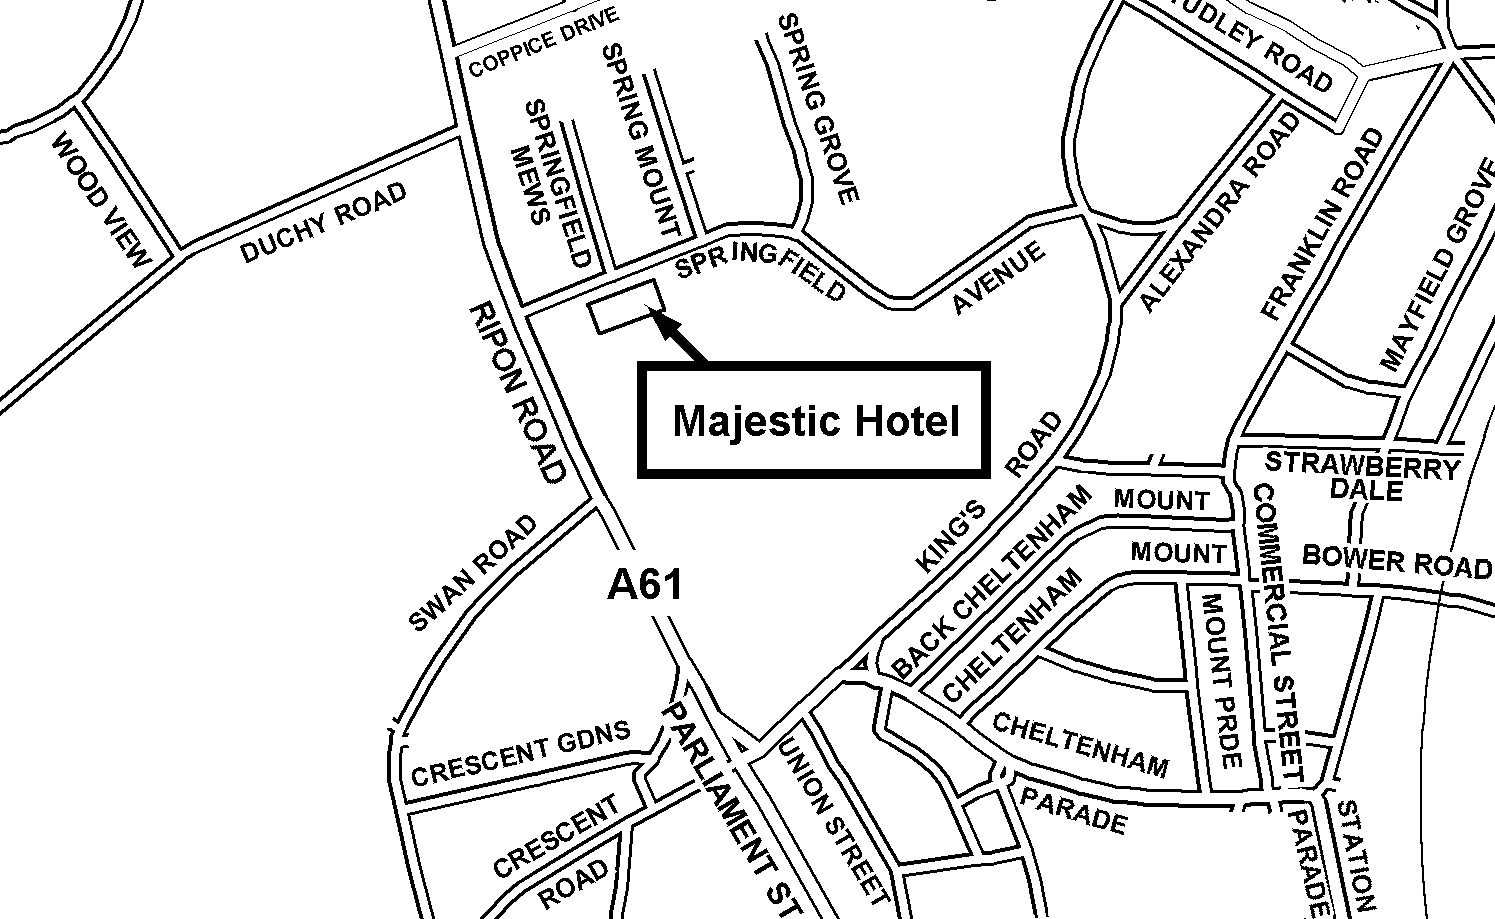 COPPICE DRIVE
SPRING MOUNT
SPRING GROVE
UDLEY ROAD
SPRINGFIELD
MEWS
WOOD VIEW
DUCHY ROAD
ALEXANDRA ROAD
FRANKLIN ROAD
MAYFIELD GROVE
SPRINGFIELD
AVENUE
RIPON ROAD
Majestic Hotel
KING'S
ROAD
STRAWBERRY
DALE
MOUNT
BACK CHELTENHAM
MOUNT
CHELTENHAM
COMMERCIAL STREET
BOWER ROAD
SWAN ROAD
A61
MOUNT PRDE
CRESCENT GDNS
PARLIAMENT ST
UNION STREET
CHELTENHAM
PARADE
CRESCENT
ROAD
STATION
PARADE